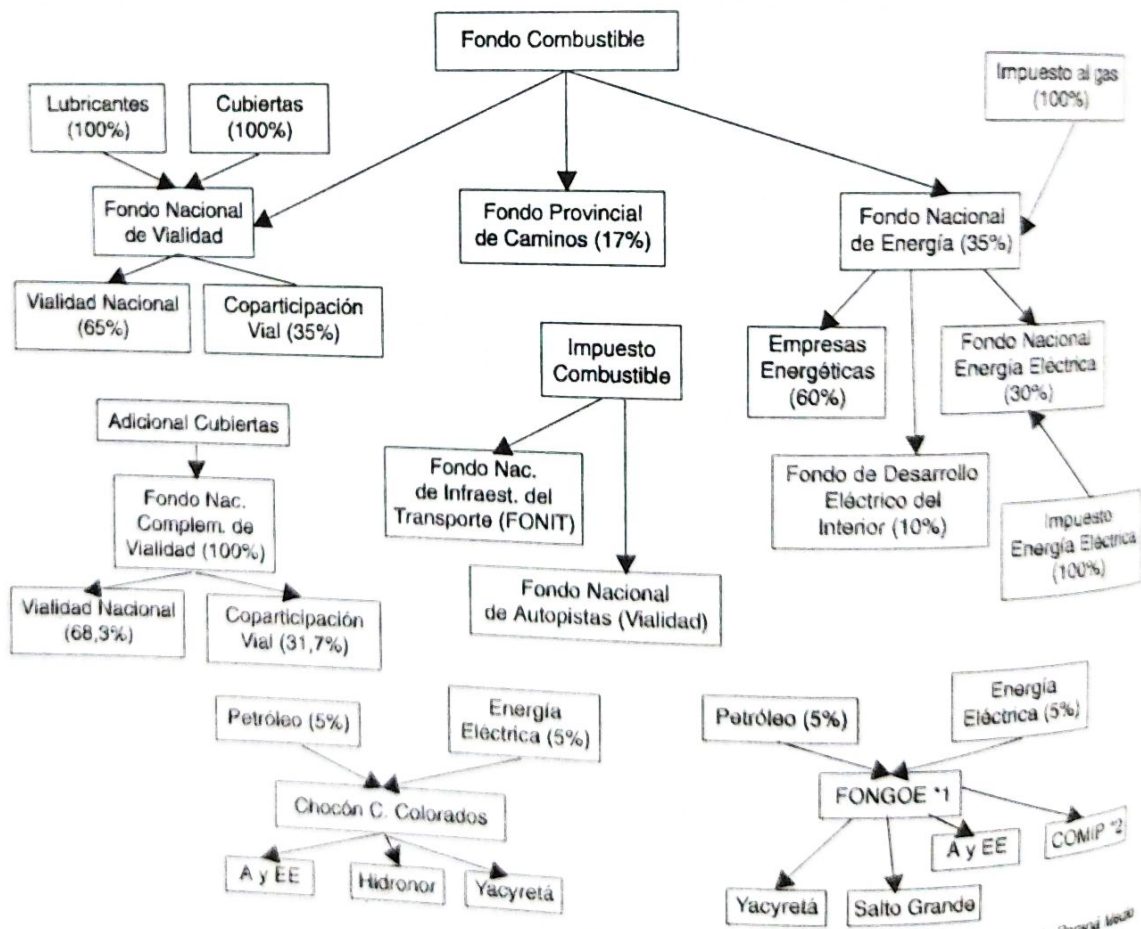 Fondo Combustible
Impuesto al gas
(100%)
Lubricantes
(100%)
Cubiertas
(100%)
Fondo Nacional
de Vialidad
Fondo Provincial
de Caminos (17%)
Fondo Nacional
de Energía (35%)
Vialidad Nacional
(65%)
Coparticipación
Vial (35%)
Impuesto
Combustible
Empresas
Energéticas
(60%)
Fondo Nacional
Energía Eléctrica
(30%)
Adicional Cubiertas
Fondo Nac.
de Infraest. del
Transporte (FONIT)
Fondo de Desarrollo
Eléctrico del
Interior (10%)
Fondo Nac.
Complem. de
Vialidad (100%)
Impuesto
Energía Eléctrica
(100%)
Fondo Nacional
de Autopistas (Vialidad)
Vialidad Nacional
(68,3%)
Coparticipación
Vial (31,7%)
Petróleo (5%)
Energía
Eléctrica (5%)
Petróleo (5%)
Energía
Eléctrica (5%)
Chocón C. Colorados
FONGOE *1
A y EE
Hidronor
Yacyretá
A y EE
COMIP *2
Yacyretá
Salto Grande
Paraná Medio